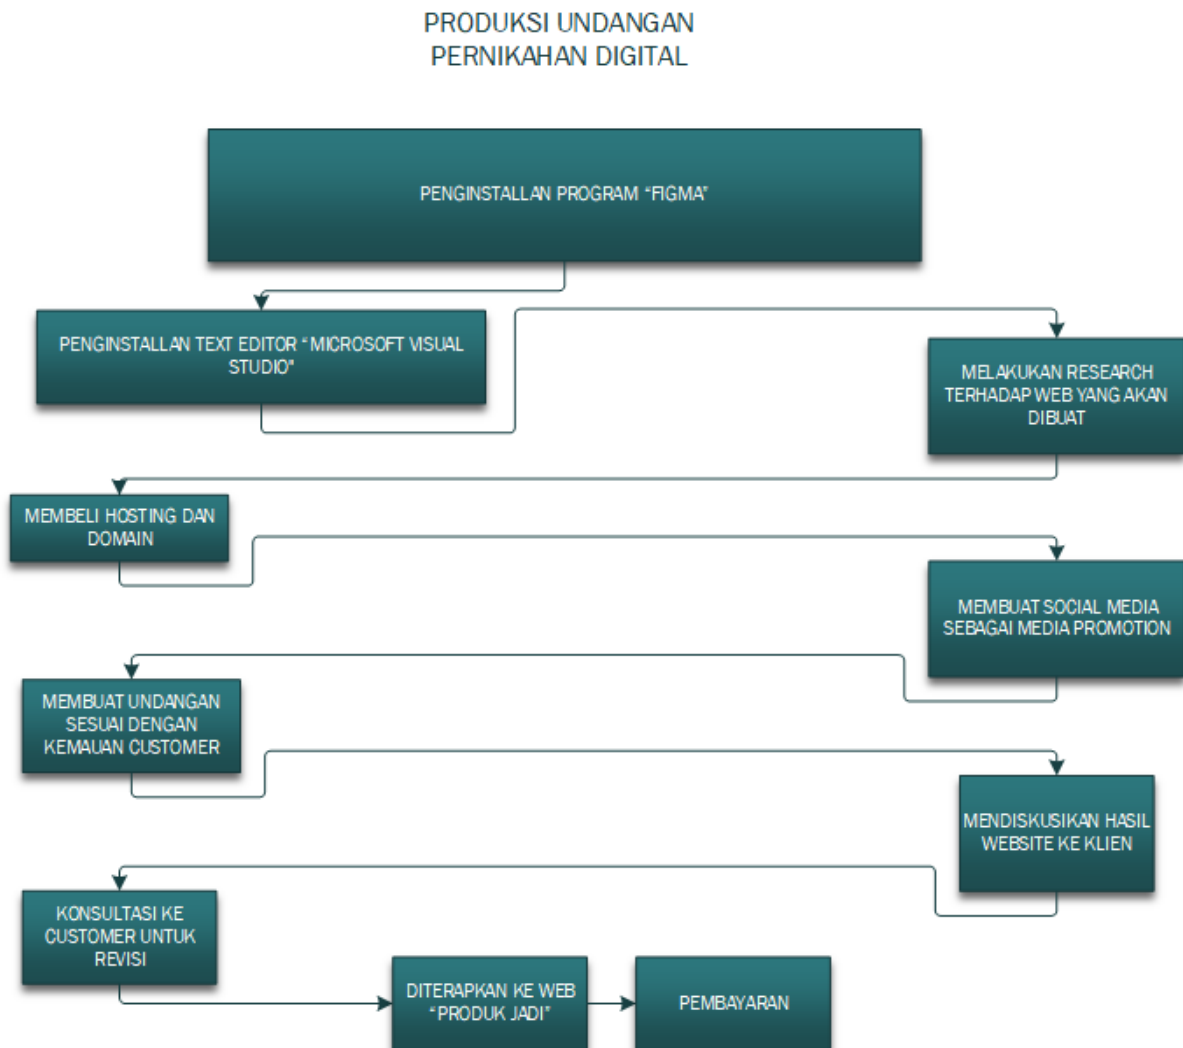 PRODUKSI UNDANGAN
PERNIKAHAN DIGITAL
PENGINSTALLAN PROGRAM “FIGMA”
PENGINSTALLAN TEXT EDITOR “ MICROSOFT VISUAL
STUDIO"
MELAKUKAN RESEARCH
TERHADAP WEB YANG AKAN
DIBUAT
MEMBELI HOSTING DAN
DOMAIN
MEMBUAT SOCIAL MEDIA
SEBAGAI MEDIA PROMOTION
MEMBUAT UNDANGAN
SESUAI DENGAN
KEMAUAN CUSTOMER
MENDISKUSIKAN HASIL
WEBSITE KE KLIEN
KONSULTASI KE
CUSTOMER UNTUK
REVISI
DITERAPKAN KE WEB
“PRODUK JADI”
PEMBAYARAN